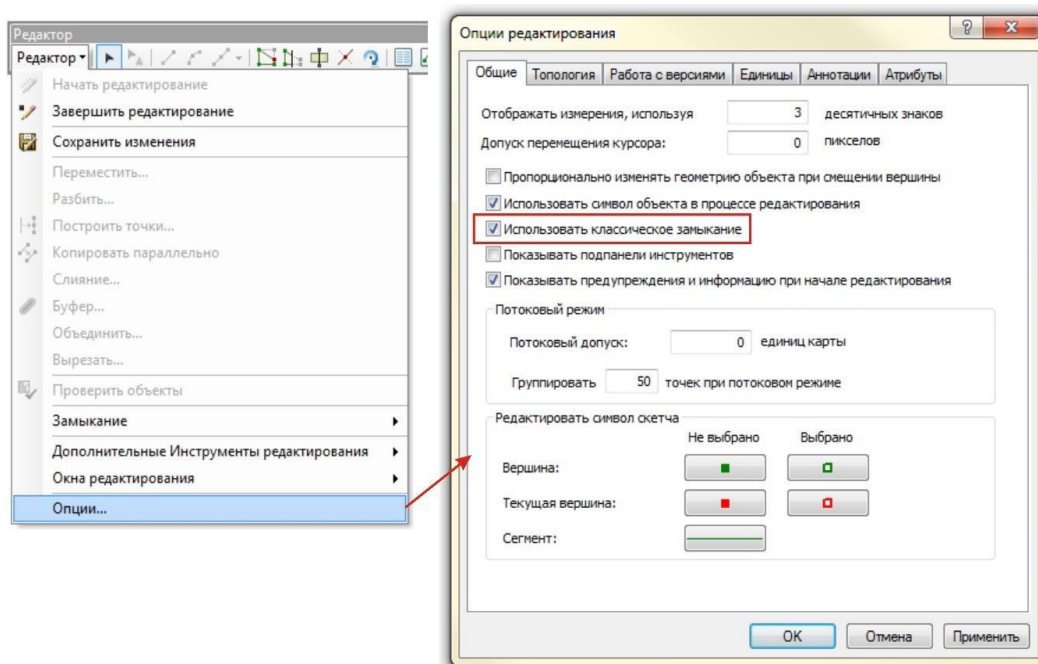 Редактор
Редактор
Начать редактирование
Завершить редактирование
Сохранить изменения
Переместить...
Разбить...
Построить точки...
Копировать параллельно
Слияние...
Буфер...
Объединить...
Вырезать...
Проверить объекты
Замыкание
Дополнительные Инструменты редактирования
Окна редактирования
Опции...
Опции редактирования
Общие Топология Работа с версиями Единицы Аннотации Атрибуты
Отображать измерения, используя 3 десятичных знаков
Допуск перемещения курсора: 0 пикселов
Пропорционально изменять геометрию объекта при смещении вершины
Использовать символ объекта в процессе редактирования
Использовать классическое замыкание
Показывать подпанели инструментов
Показывать предупреждения и информацию при начале редактирования
Потоковый режим
Потоковый допуск: 0 единиц карты
Группировать 50 точек при потоковом режиме
Редактировать символ скетча
Не выбрано Выбрано
Вершина:
Текущая вершина:
Сегмент:
OK Отмена Применить